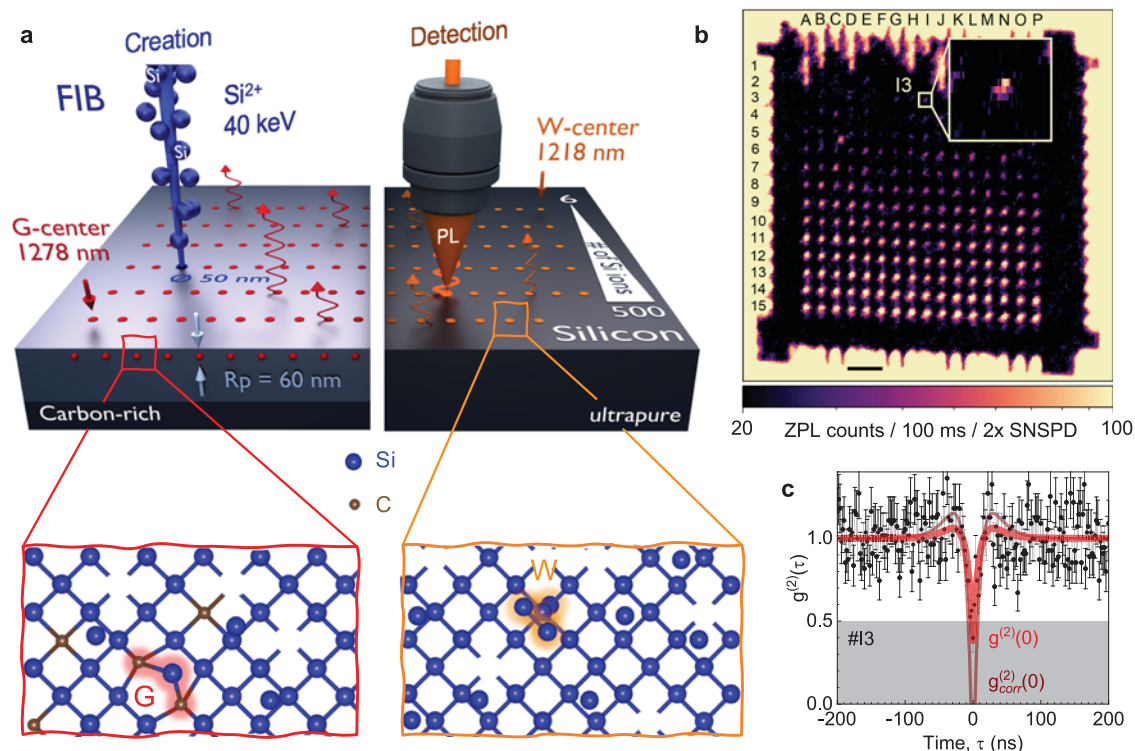 a
Creation
FIB
Si
Si²⁺
40 keV
Si
G-center
1278 nm
Ø 50 nm
Rp = 60 nm
Carbon-rich
Detection
W-center
1218 nm
PL
6
# of Si ions
500
Silicon
ultrapure
Si
C
G
W
b
A B C D E F G H I J K L M N O P
1
2
3
4
5
6
7
8
9
10
11
12
13
14
15
I3
20
ZPL counts / 100 ms / 2x SNSPD
100
c
g⁽²⁾(τ)
1.0
0.5
0.0
#I3
g⁽²⁾(0)
g⁽²⁾corr(0)
−200
−100
0
100
200
Time, τ (ns)